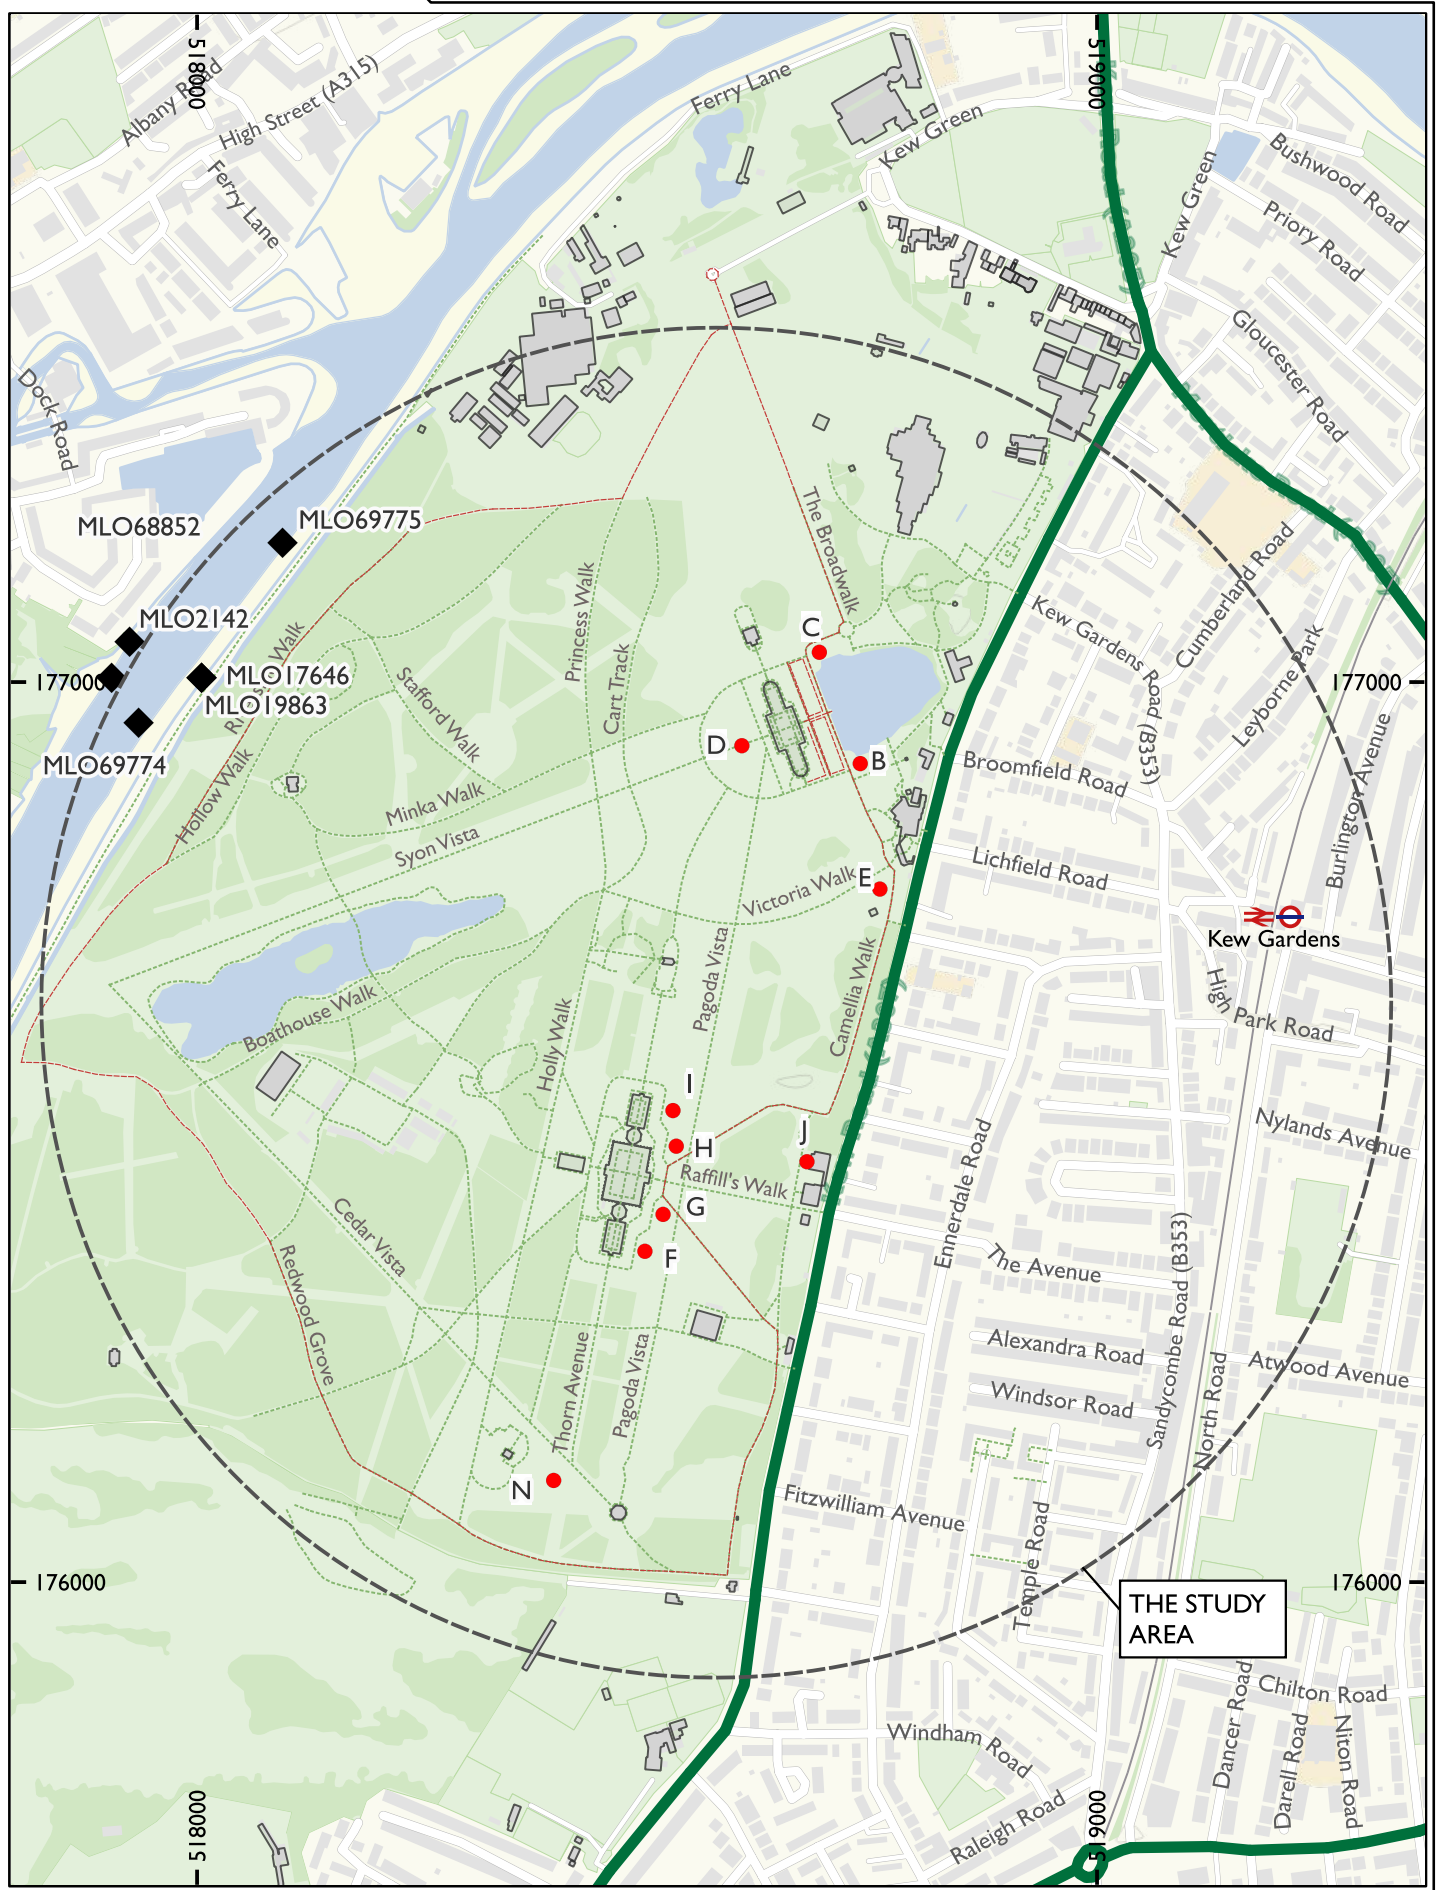 518000
519000
Albany Road
High Street (A315)
Ferry Lane
Ferry Lane
Kew Green
Kew Green
Bushwood Road
Priory Road
Gloucester Road
Dock Road
MLO68852
MLO69775
MLO2142
177000
MLO17646
MLO19863
MLO69774
Walk
Hollow Walk
Stafford Walk
Princess Walk
Cart Track
The Broadwalk
C
D
B
E
Kew Gardens Road (B353)
Cumberland Road
Leyborne Park
177000
Broomfield Road
Burlington Avenue
Minka Walk
Syon Vista
Lichfield Road
Victoria Walk
Kew Gardens
Pagoda Vista
Camellia Walk
High Park Road
Boathouse Walk
Holly Walk
I
H
J
Raffill's Walk
G
F
Nylands Avenue
Ennerdale Road
Cedar Vista
Redwood Grove
The Avenue
Sandycombe Road (B353)
Alexandra Road
Atwood Avenue
Windsor Road
North Road
Thorn Avenue
Pagoda Vista
N
Fitzwilliam Avenue
Temple Road
176000
176000
THE STUDY
AREA
Chilton Road
Dancer Road
Darell Road
Niton Road
Windham Road
Raleigh Road
518000
519000